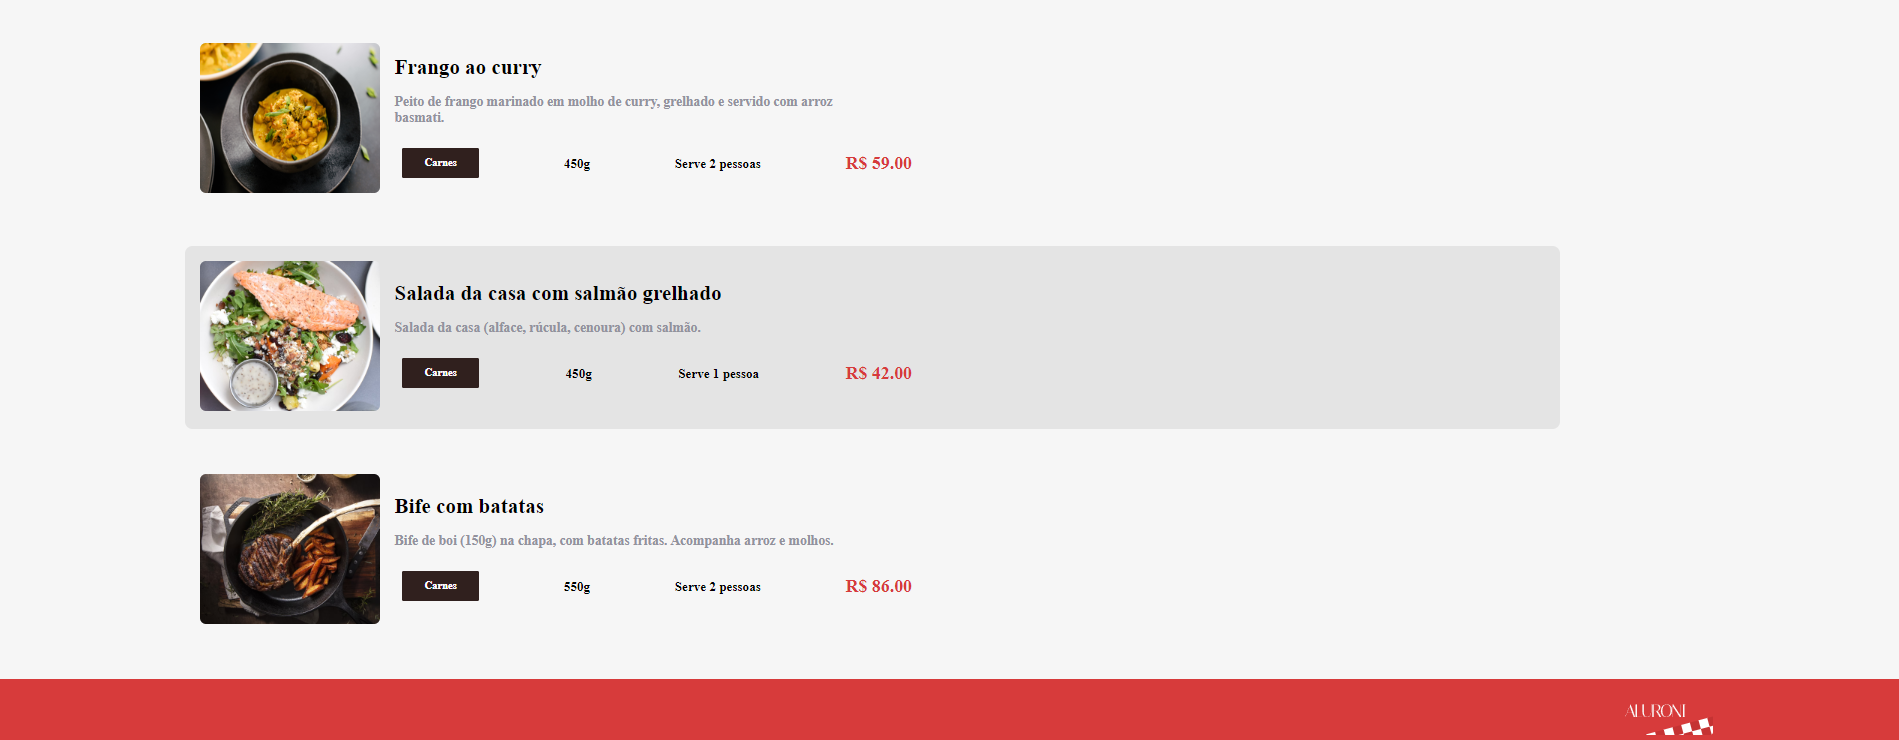 Frango ao curry
Peito de frango marinado em molho de curry, grelhado e servido com arroz
basmati.
Carnes 450g Serve 2 pessoas R$ 59.00
Salada da casa com salmão grelhado
Salada da casa (alface, rúcula, cenoura) com salmão.
Carnes 450g Serve 1 pessoa R$ 42.00
Bife com batatas
Bife de boi (150g) na chapa, com batatas fritas. Acompanha arroz e molhos.
Carnes 550g Serve 2 pessoas R$ 86.00
ALURONI